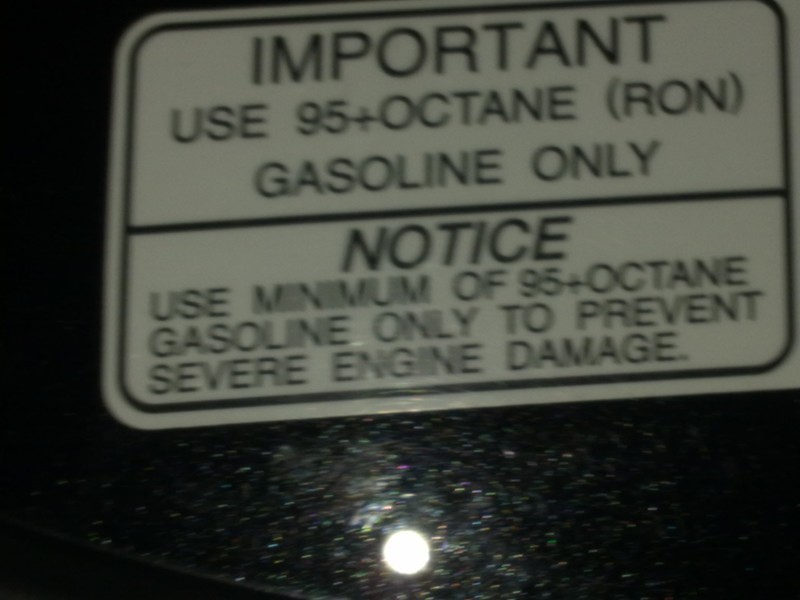 IMPORTANT
USE 95+OCTANE (RON)
GASOLINE ONLY
NOTICE
USE MINIMUM OF 95+OCTANE
GASOLINE ONLY TO PREVENT
SEVERE ENGINE DAMAGE.